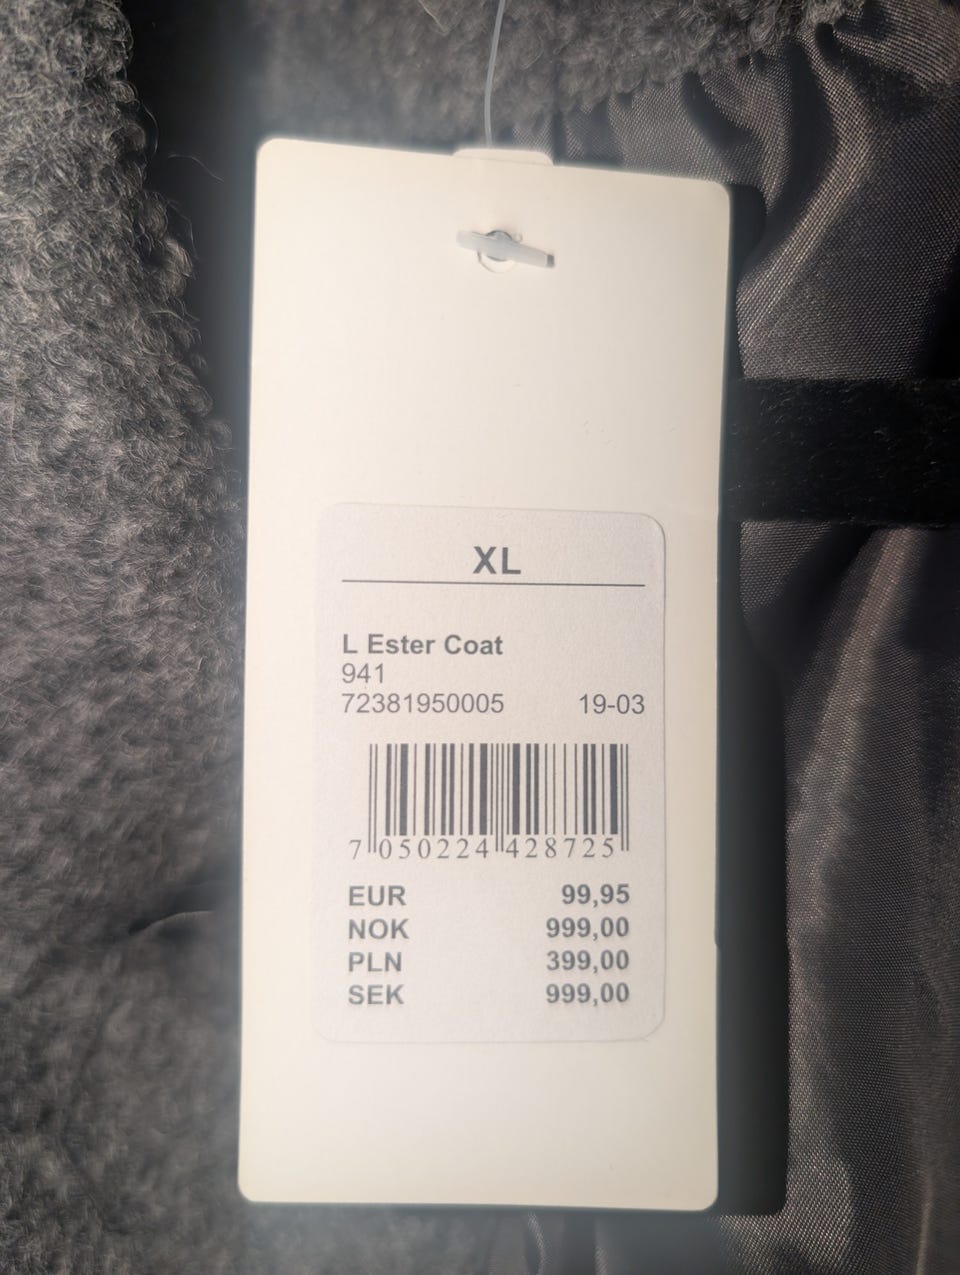 XL
L Ester Coat
941
72381950005 19-03
7 050224 428725
EUR 99,95
NOK 999,00
PLN 399,00
SEK 999,00